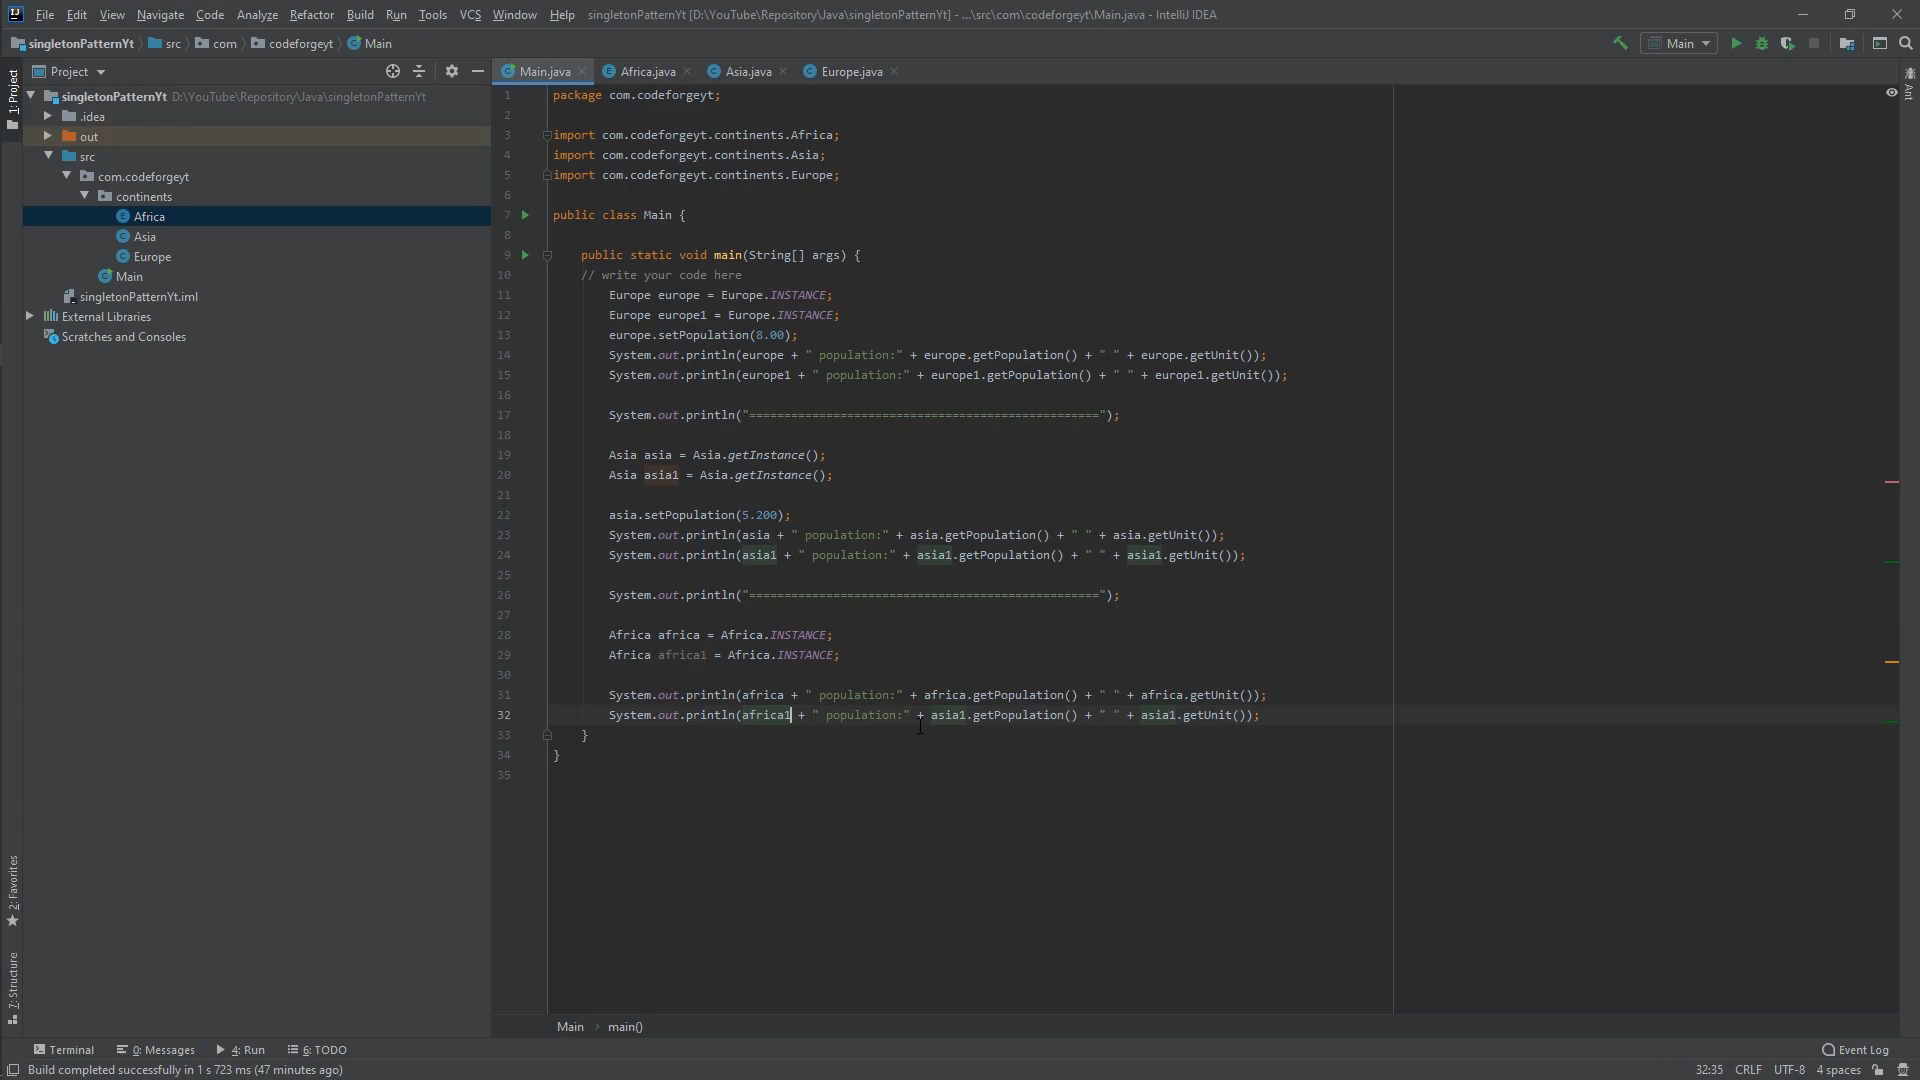 File Edit View Navigate Code Analyze Refactor Build Run Tools VCS Window Help singletonPatternYt [D:\YouTube\Repository\Java\singletonPatternYt] - ...\src\com\codeforgeyt\Main.java - IntelliJ IDEA
singletonPatternYt src com codeforgeyt Main
Main
1: Project
Project
Main.java Africa.java Asia.java Europe.java
Ant
singletonPatternYt D:\YouTube\Repository\Java\singletonPatternYt
.idea
out
src
com.codeforgeyt
continents
Africa
Asia
Europe
Main
singletonPatternYt.iml
External Libraries
Scratches and Consoles
1 package com.codeforgeyt;
2
3 import com.codeforgeyt.continents.Africa;
4 import com.codeforgeyt.continents.Asia;
5 import com.codeforgeyt.continents.Europe;
6
7 public class Main {
8
9 public static void main(String[] args) {
10 // write your code here
11 Europe europe = Europe.INSTANCE;
12 Europe europe1 = Europe.INSTANCE;
13 europe.setPopulation(8.00);
14 System.out.println(europe + " population:" + europe.getPopulation() + " " + europe.getUnit());
15 System.out.println(europe1 + " population:" + europe1.getPopulation() + " " + europe1.getUnit());
16
17 System.out.println("==================================================");
18
19 Asia asia = Asia.getInstance();
20 Asia asia1 = Asia.getInstance();
21
22 asia.setPopulation(5.200);
23 System.out.println(asia + " population:" + asia.getPopulation() + " " + asia.getUnit());
24 System.out.println(asia1 + " population:" + asia1.getPopulation() + " " + asia1.getUnit());
25
26 System.out.println("==================================================");
27
28 Africa africa = Africa.INSTANCE;
29 Africa africa1 = Africa.INSTANCE;
30
31 System.out.println(africa + " population:" + africa.getPopulation() + " " + africa.getUnit());
32 System.out.println(africa1 + " population:" + asia1.getPopulation() + " " + asia1.getUnit());
33 }
34 }
35
2: Favorites
7: Structure
Main main()
Terminal 0: Messages 4: Run 6: TODO Event Log
Build completed successfully in 1 s 723 ms (47 minutes ago) 32:35 CRLF UTF-8 4 spaces